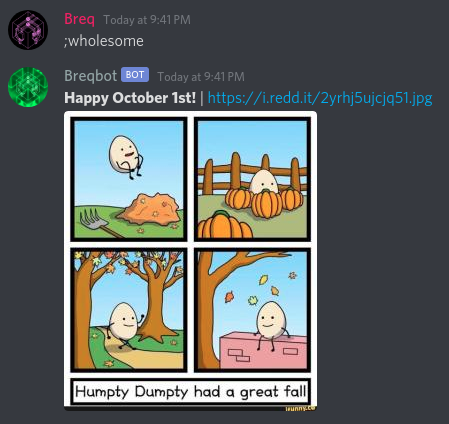 Breq Today at 9:41 PM
;wholesome
Breqbot BOT Today at 9:41 PM
Happy October 1st! | https://i.redd.it/2yrhj5ujcjq51.jpg
Humpty Dumpty had a great fall
ifunny.co